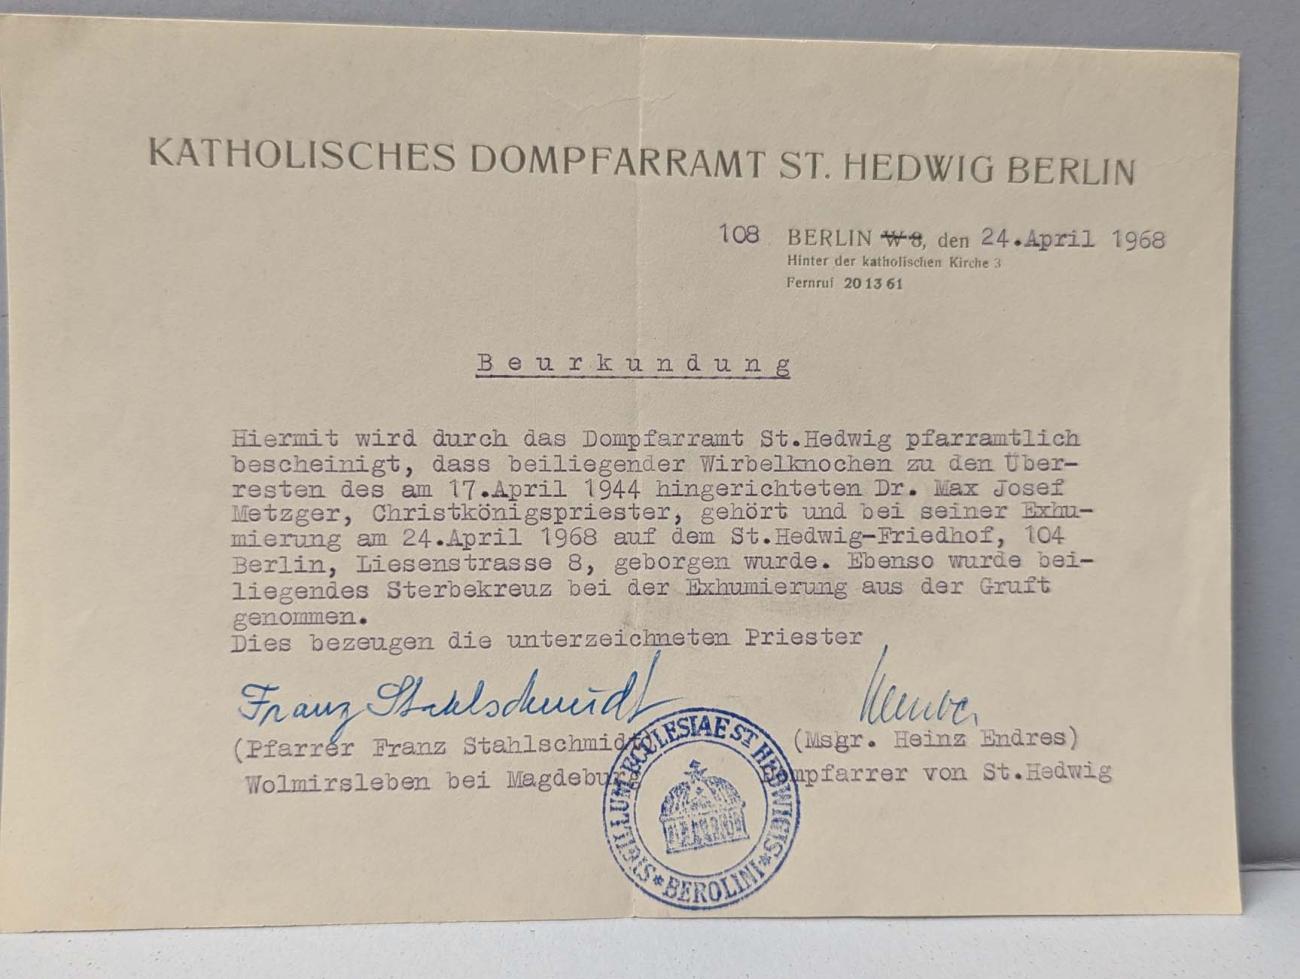 KATHOLISCHES DOMPFARRAMT ST. HEDWIG BERLIN
108 BERLIN W 8, den 24.April 1968
Hinter der katholischen Kirche 3
Fernruf 20 13 61
Beurkundung
Hiermit wird durch das Dompfarramt St.Hedwig pfarramtlich
bescheinigt, dass beiliegender Wirbelknochen zu den Über-
resten des am 17.April 1944 hingerichteten Dr. Max Josef
Metzger, Christkönigspriester, gehört und bei seiner Exhu-
mierung am 24.April 1968 auf dem St.Hedwig-Friedhof, 104
Berlin, Liesenstrasse 8, geborgen wurde. Ebenso wurde bei-
liegendes Sterbekreuz bei der Exhumierung aus der Gruft
genommen.
Dies bezeugen die unterzeichneten Priester
Franz Stahlschmidt
(Pfarrer Franz Stahlschmidt) (Msgr. Heinz Endres)
Wolmirsleben bei Magdeburg Dompfarrer von St.Hedwig
SIGILLUM ECCLESIAE ST HEDWIGIS * BEROLINI *